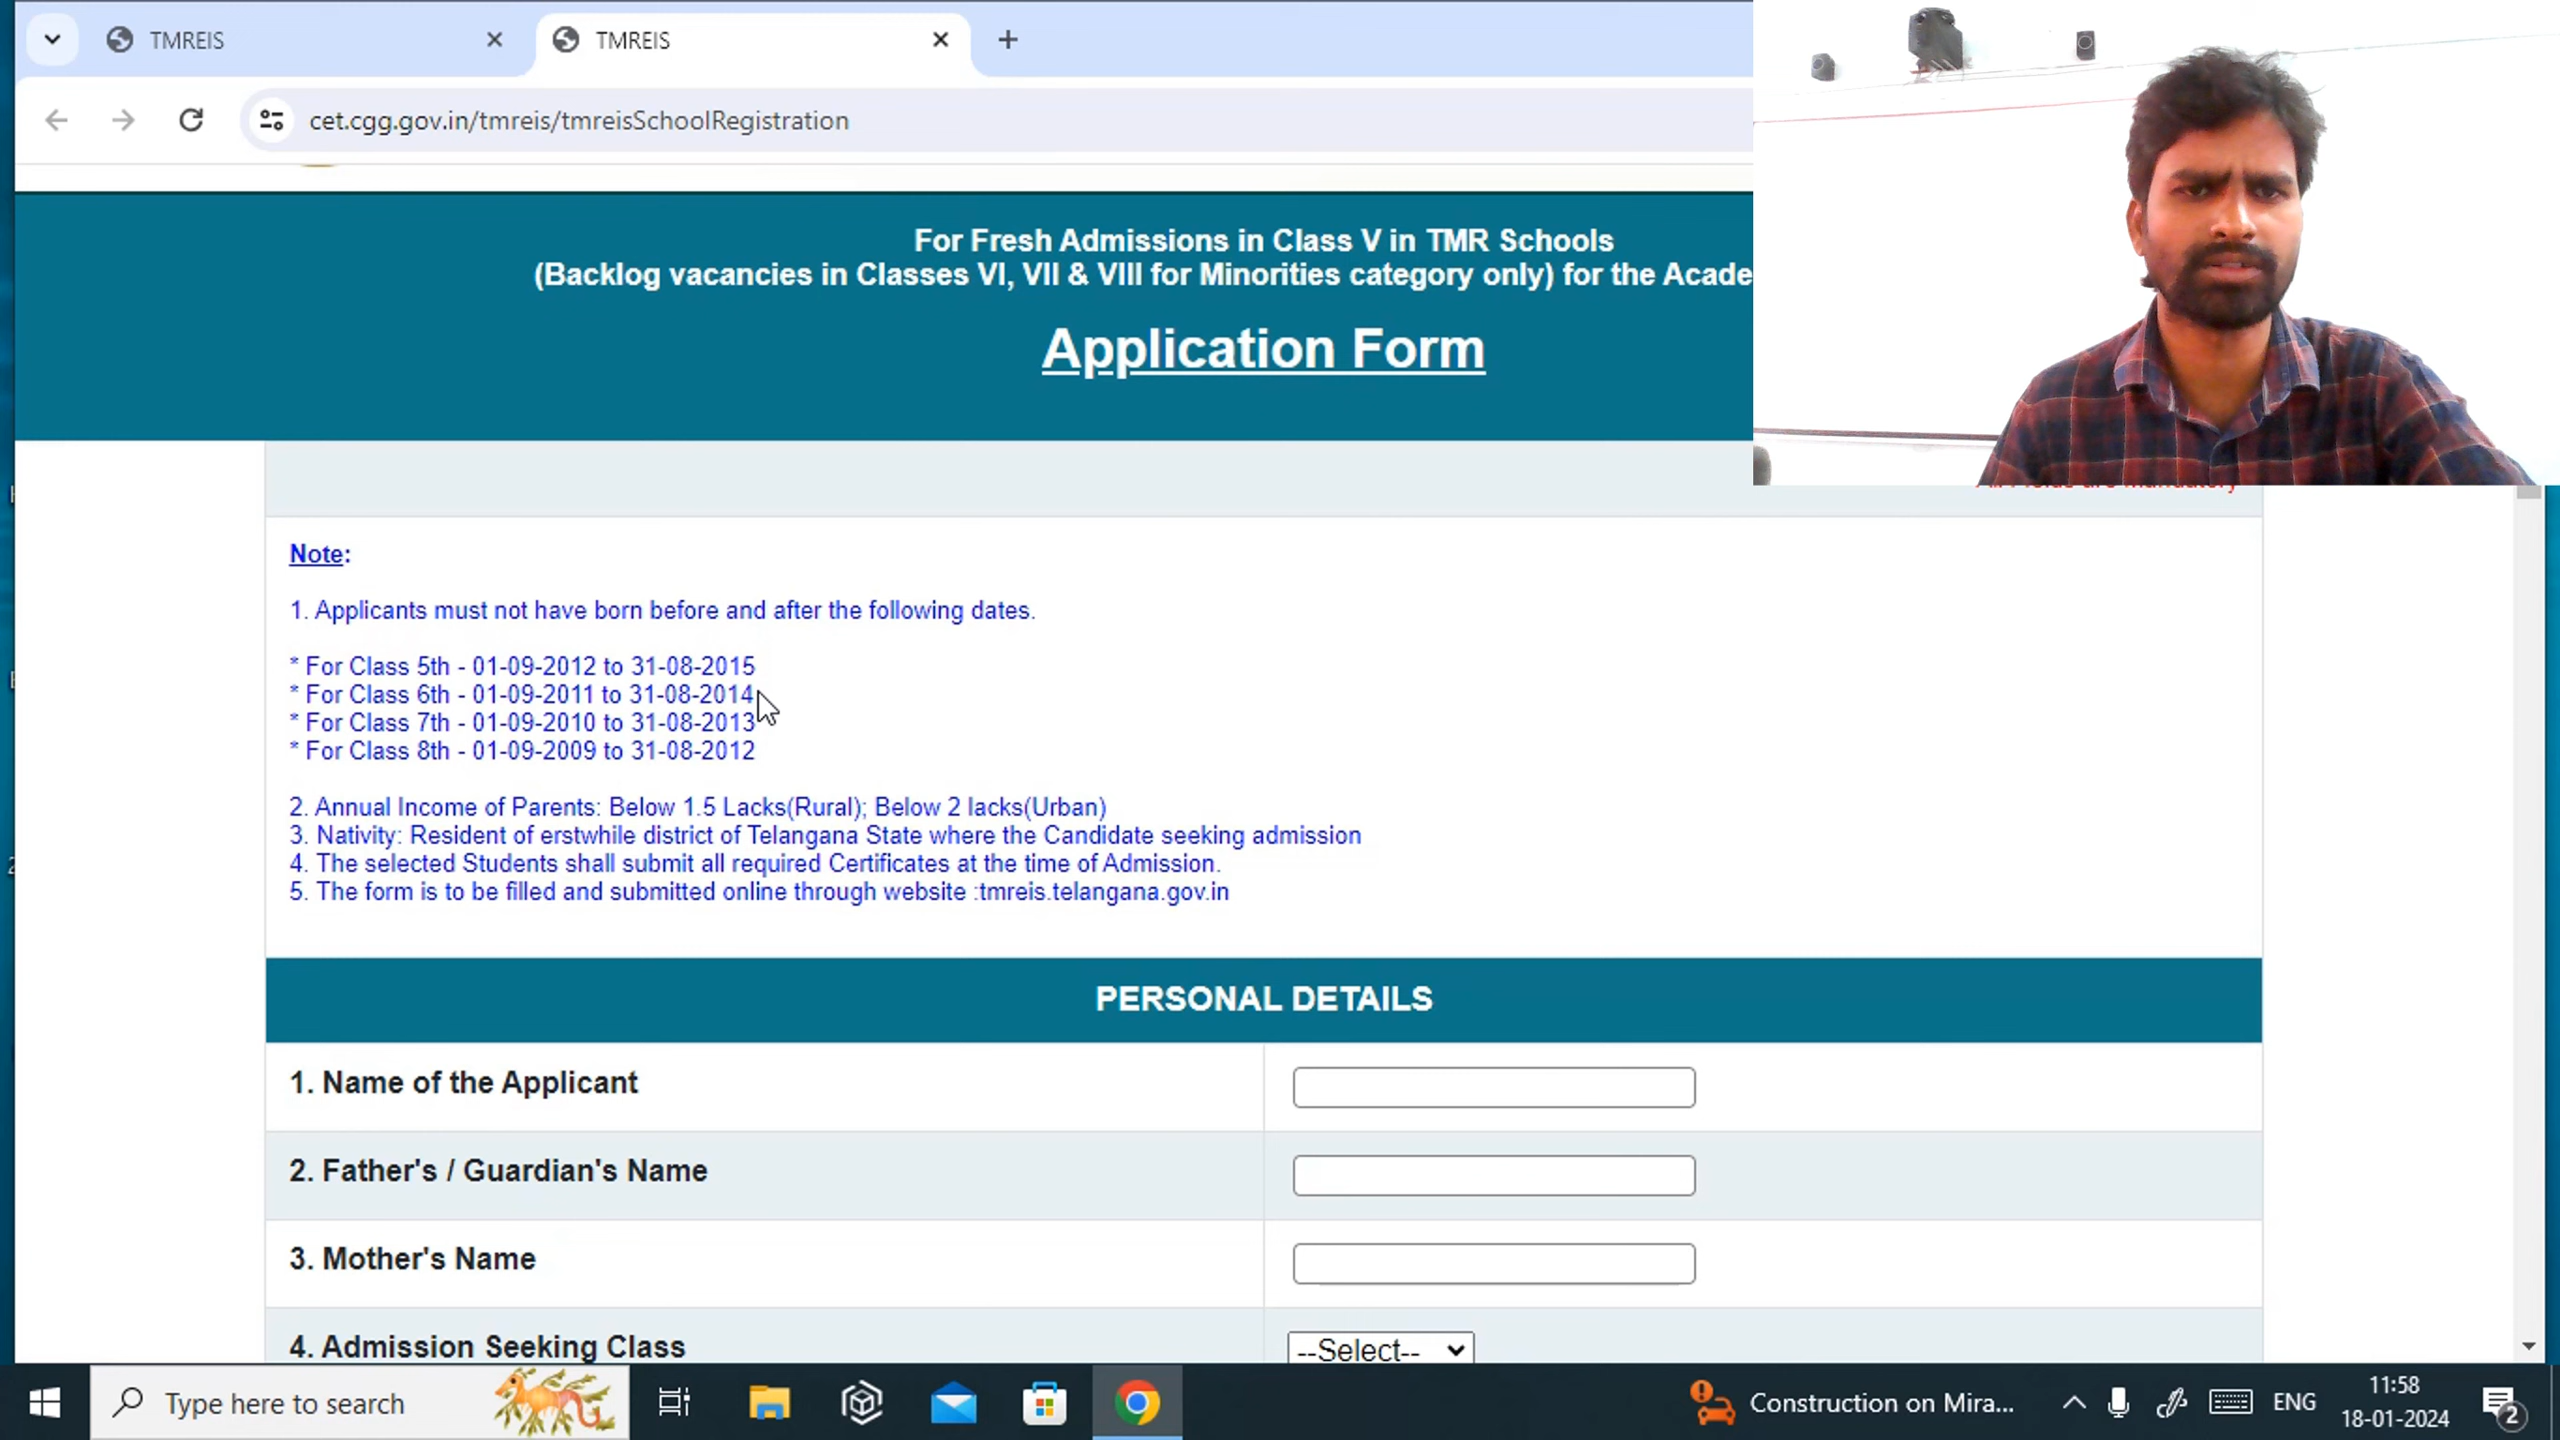 TMREIS
TMREIS
cet.cgg.gov.in/tmreis/tmreisSchoolRegistration
For Fresh Admissions in Class V in TMR Schools
(Backlog vacancies in Classes VI, VII & VIII for Minorities category only) for the Acade
Application Form
Note:
1. Applicants must not have born before and after the following dates.
* For Class 5th - 01-09-2012 to 31-08-2015
* For Class 6th - 01-09-2011 to 31-08-2014
* For Class 7th - 01-09-2010 to 31-08-2013
* For Class 8th - 01-09-2009 to 31-08-2012
2. Annual Income of Parents: Below 1.5 Lacks(Rural); Below 2 lacks(Urban)
3. Nativity: Resident of erstwhile district of Telangana State where the Candidate seeking admission
4. The selected Students shall submit all required Certificates at the time of Admission.
5. The form is to be filled and submitted online through website :tmreis.telangana.gov.in
PERSONAL DETAILS
1. Name of the Applicant
2. Father's / Guardian's Name
3. Mother's Name
4. Admission Seeking Class
--Select--
Type here to search
Construction on Mira...
ENG
11:58
18-01-2024
2